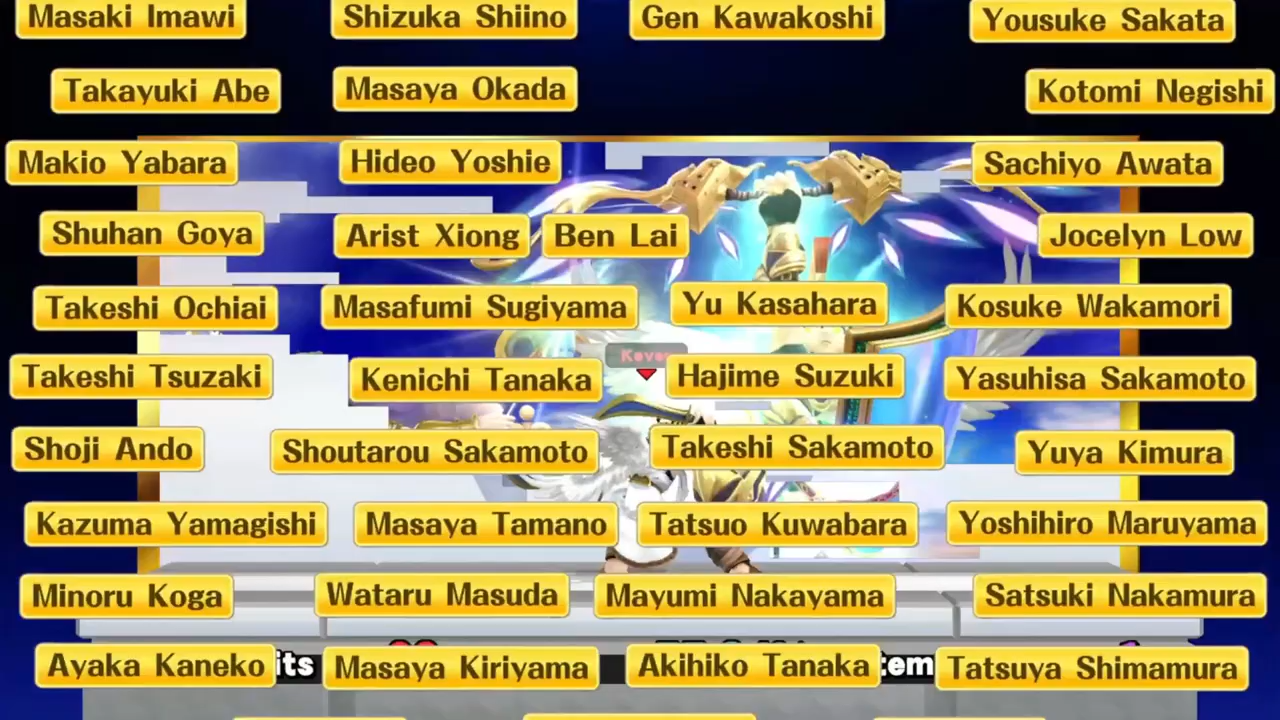 Masaki Imawi
Shizuka Shiino
Gen Kawakoshi
Yousuke Sakata
Takayuki Abe
Masaya Okada
Kotomi Negishi
Makio Yabara
Hideo Yoshie
Sachiyo Awata
Shuhan Goya
Arist Xiong
Ben Lai
Jocelyn Low
Takeshi Ochiai
Masafumi Sugiyama
Yu Kasahara
Kosuke Wakamori
Takeshi Tsuzaki
Kenichi Tanaka
Hajime Suzuki
Yasuhisa Sakamoto
Shoji Ando
Shoutarou Sakamoto
Takeshi Sakamoto
Yuya Kimura
Kazuma Yamagishi
Masaya Tamano
Tatsuo Kuwabara
Yoshihiro Maruyama
Minoru Koga
Wataru Masuda
Mayumi Nakayama
Satsuki Nakamura
Ayaka Kaneko
Masaya Kiriyama
Akihiko Tanaka
Tatsuya Shimamura